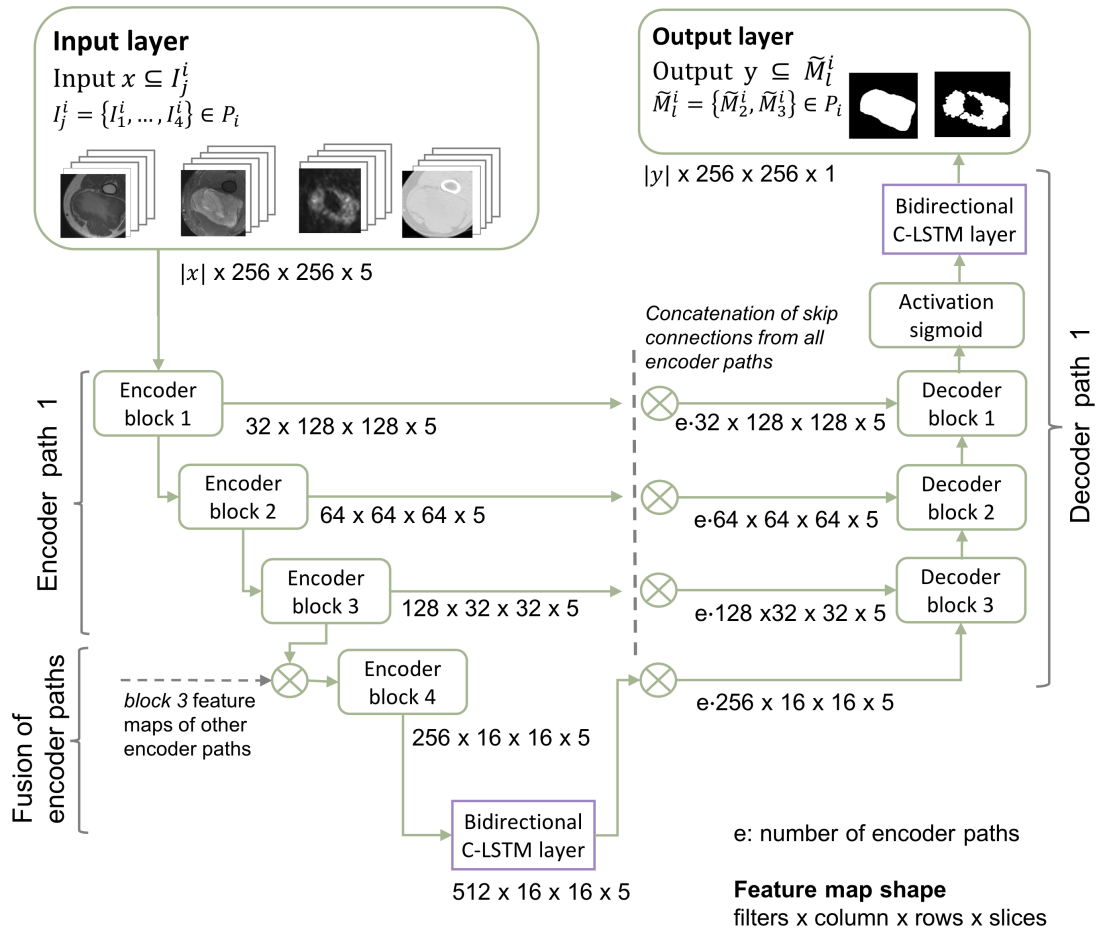 Input layer
Input x ⊆ I_j^i
I_j^i = {I_1^i, ..., I_4^i} ∈ P_i
|x| x 256 x 256 x 5
Output layer
Output y ⊆ M̃_l^i
M̃_l^i = {M̃_2^i, M̃_3^i} ∈ P_i
|y| x 256 x 256 x 1
Bidirectional
C-LSTM layer
Activation
sigmoid
Concatenation of skip
connections from all
encoder paths
Decoder path 1
Encoder path 1
Encoder
block 1
32 x 128 x 128 x 5
e·32 x 128 x 128 x 5
Decoder
block 1
Encoder
block 2
64 x 64 x 64 x 5
e·64 x 64 x 64 x 5
Decoder
block 2
Encoder
block 3
128 x 32 x 32 x 5
e·128 x32 x 32 x 5
Decoder
block 3
Fusion of
encoder paths
block 3 feature
maps of other
encoder paths
Encoder
block 4
256 x 16 x 16 x 5
e·256 x 16 x 16 x 5
Bidirectional
C-LSTM layer
512 x 16 x 16 x 5
e: number of encoder paths
Feature map shape
filters x column x rows x slices